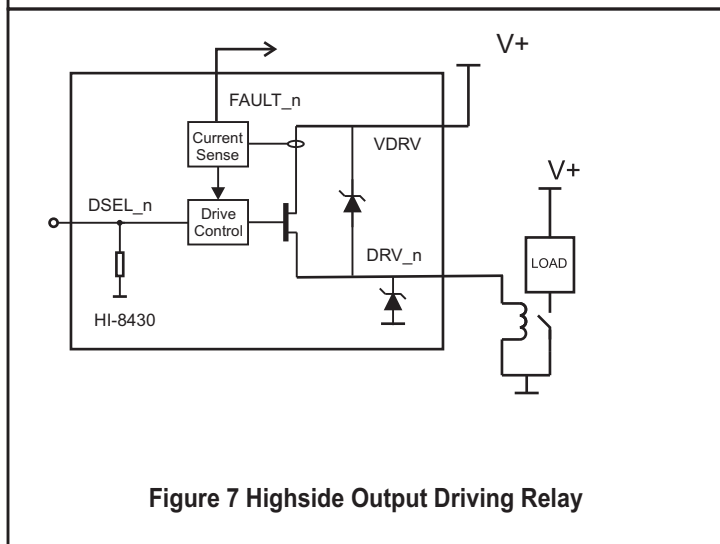 V+
FAULT_n
Current
Sense
VDRV
V+
DSEL_n
Drive
Control
DRV_n
LOAD
HI-8430
Figure 7 Highside Output Driving Relay